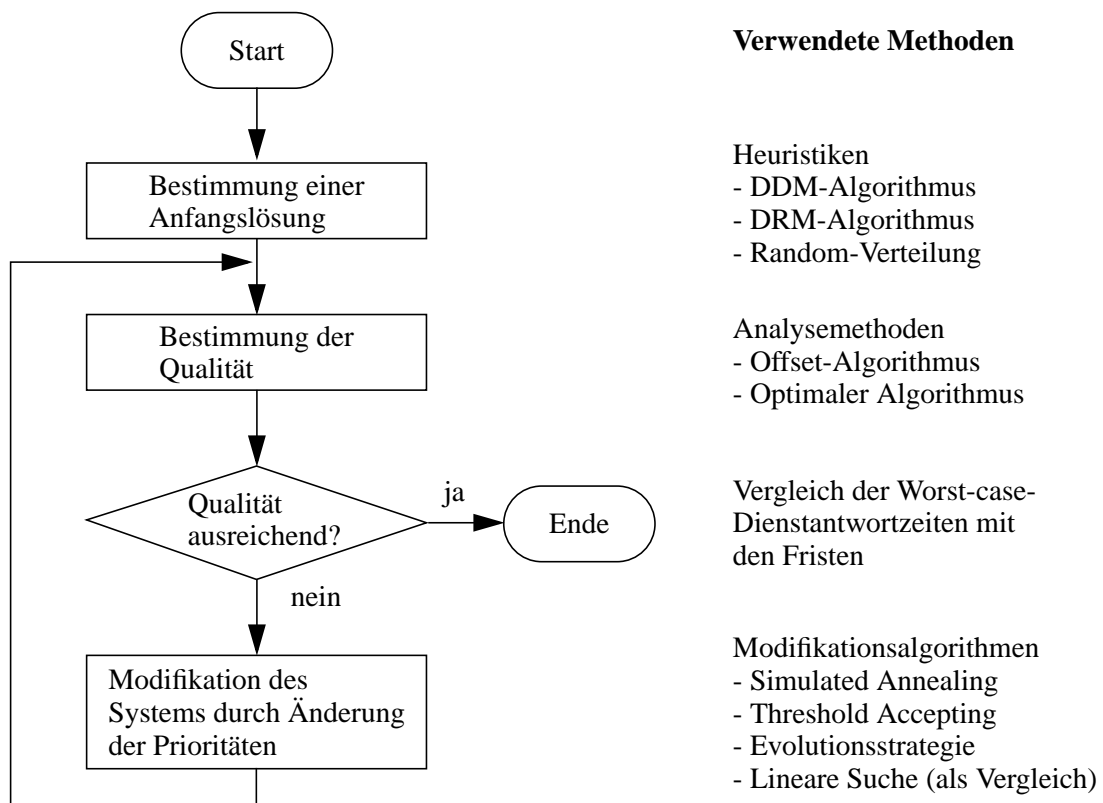 Start
Verwendete Methoden
Bestimmung einer
Anfangslösung
Heuristiken
- DDM-Algorithmus
- DRM-Algorithmus
- Random-Verteilung
Bestimmung der
Qualität
Analysemethoden
- Offset-Algorithmus
- Optimaler Algorithmus
Qualität
ausreichend?
ja
Ende
nein
Vergleich der Worst-case-
Dienstantwortzeiten mit
den Fristen
Modifikation des
Systems durch Änderung
der Prioritäten
Modifikationsalgorithmen
- Simulated Annealing
- Threshold Accepting
- Evolutionsstrategie
- Lineare Suche (als Vergleich)